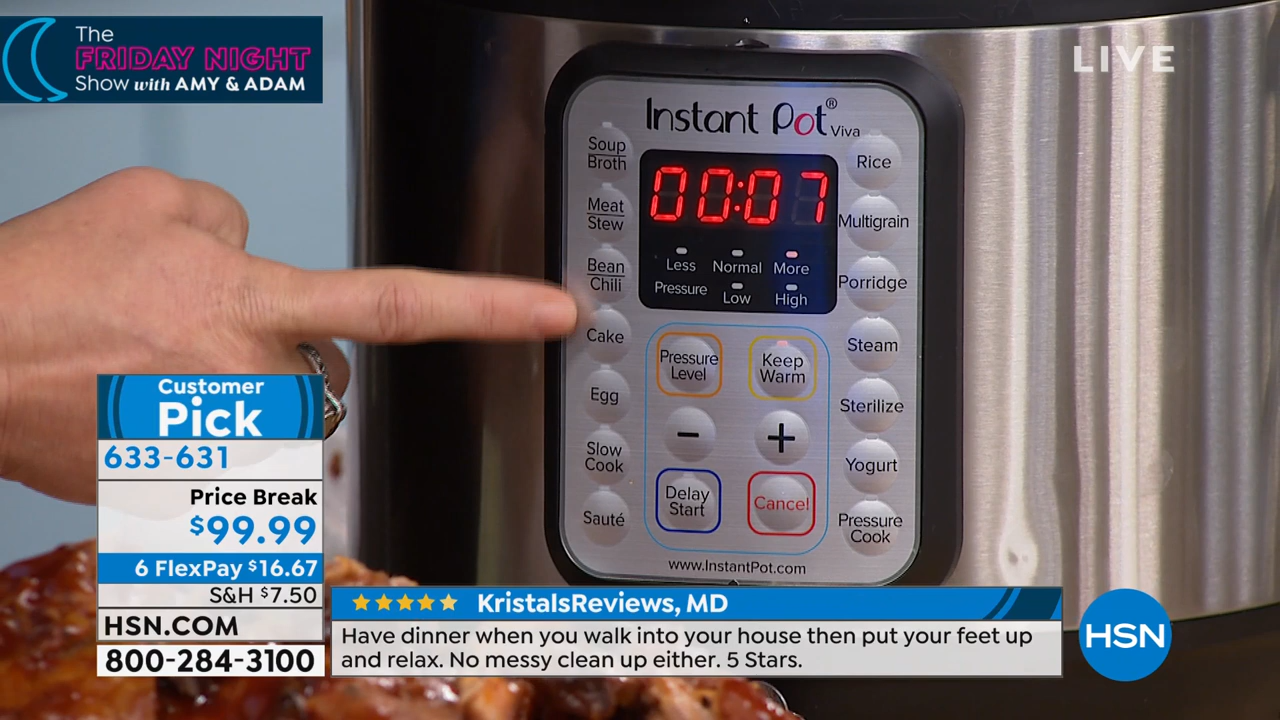 The
FRIDAY NIGHT
Show with AMY & ADAM
LIVE
Instant Pot® Viva
00:07
Less Normal More
Pressure Low High
Soup
Broth
Meat
Stew
Bean
Chili
Cake
Egg
Slow
Cook
Sauté
Pressure
Level
Keep
Warm
−
+
Delay
Start
Cancel
Rice
Multigrain
Porridge
Steam
Sterilize
Yogurt
Pressure
Cook
www.InstantPot.com
Customer
Pick
633-631
Price Break
$99.99
6 FlexPay $16.67
S&H $7.50
HSN.COM
800-284-3100
KristalsReviews, MD
Have dinner when you walk into your house then put your feet up
and relax. No messy clean up either. 5 Stars.
HSN